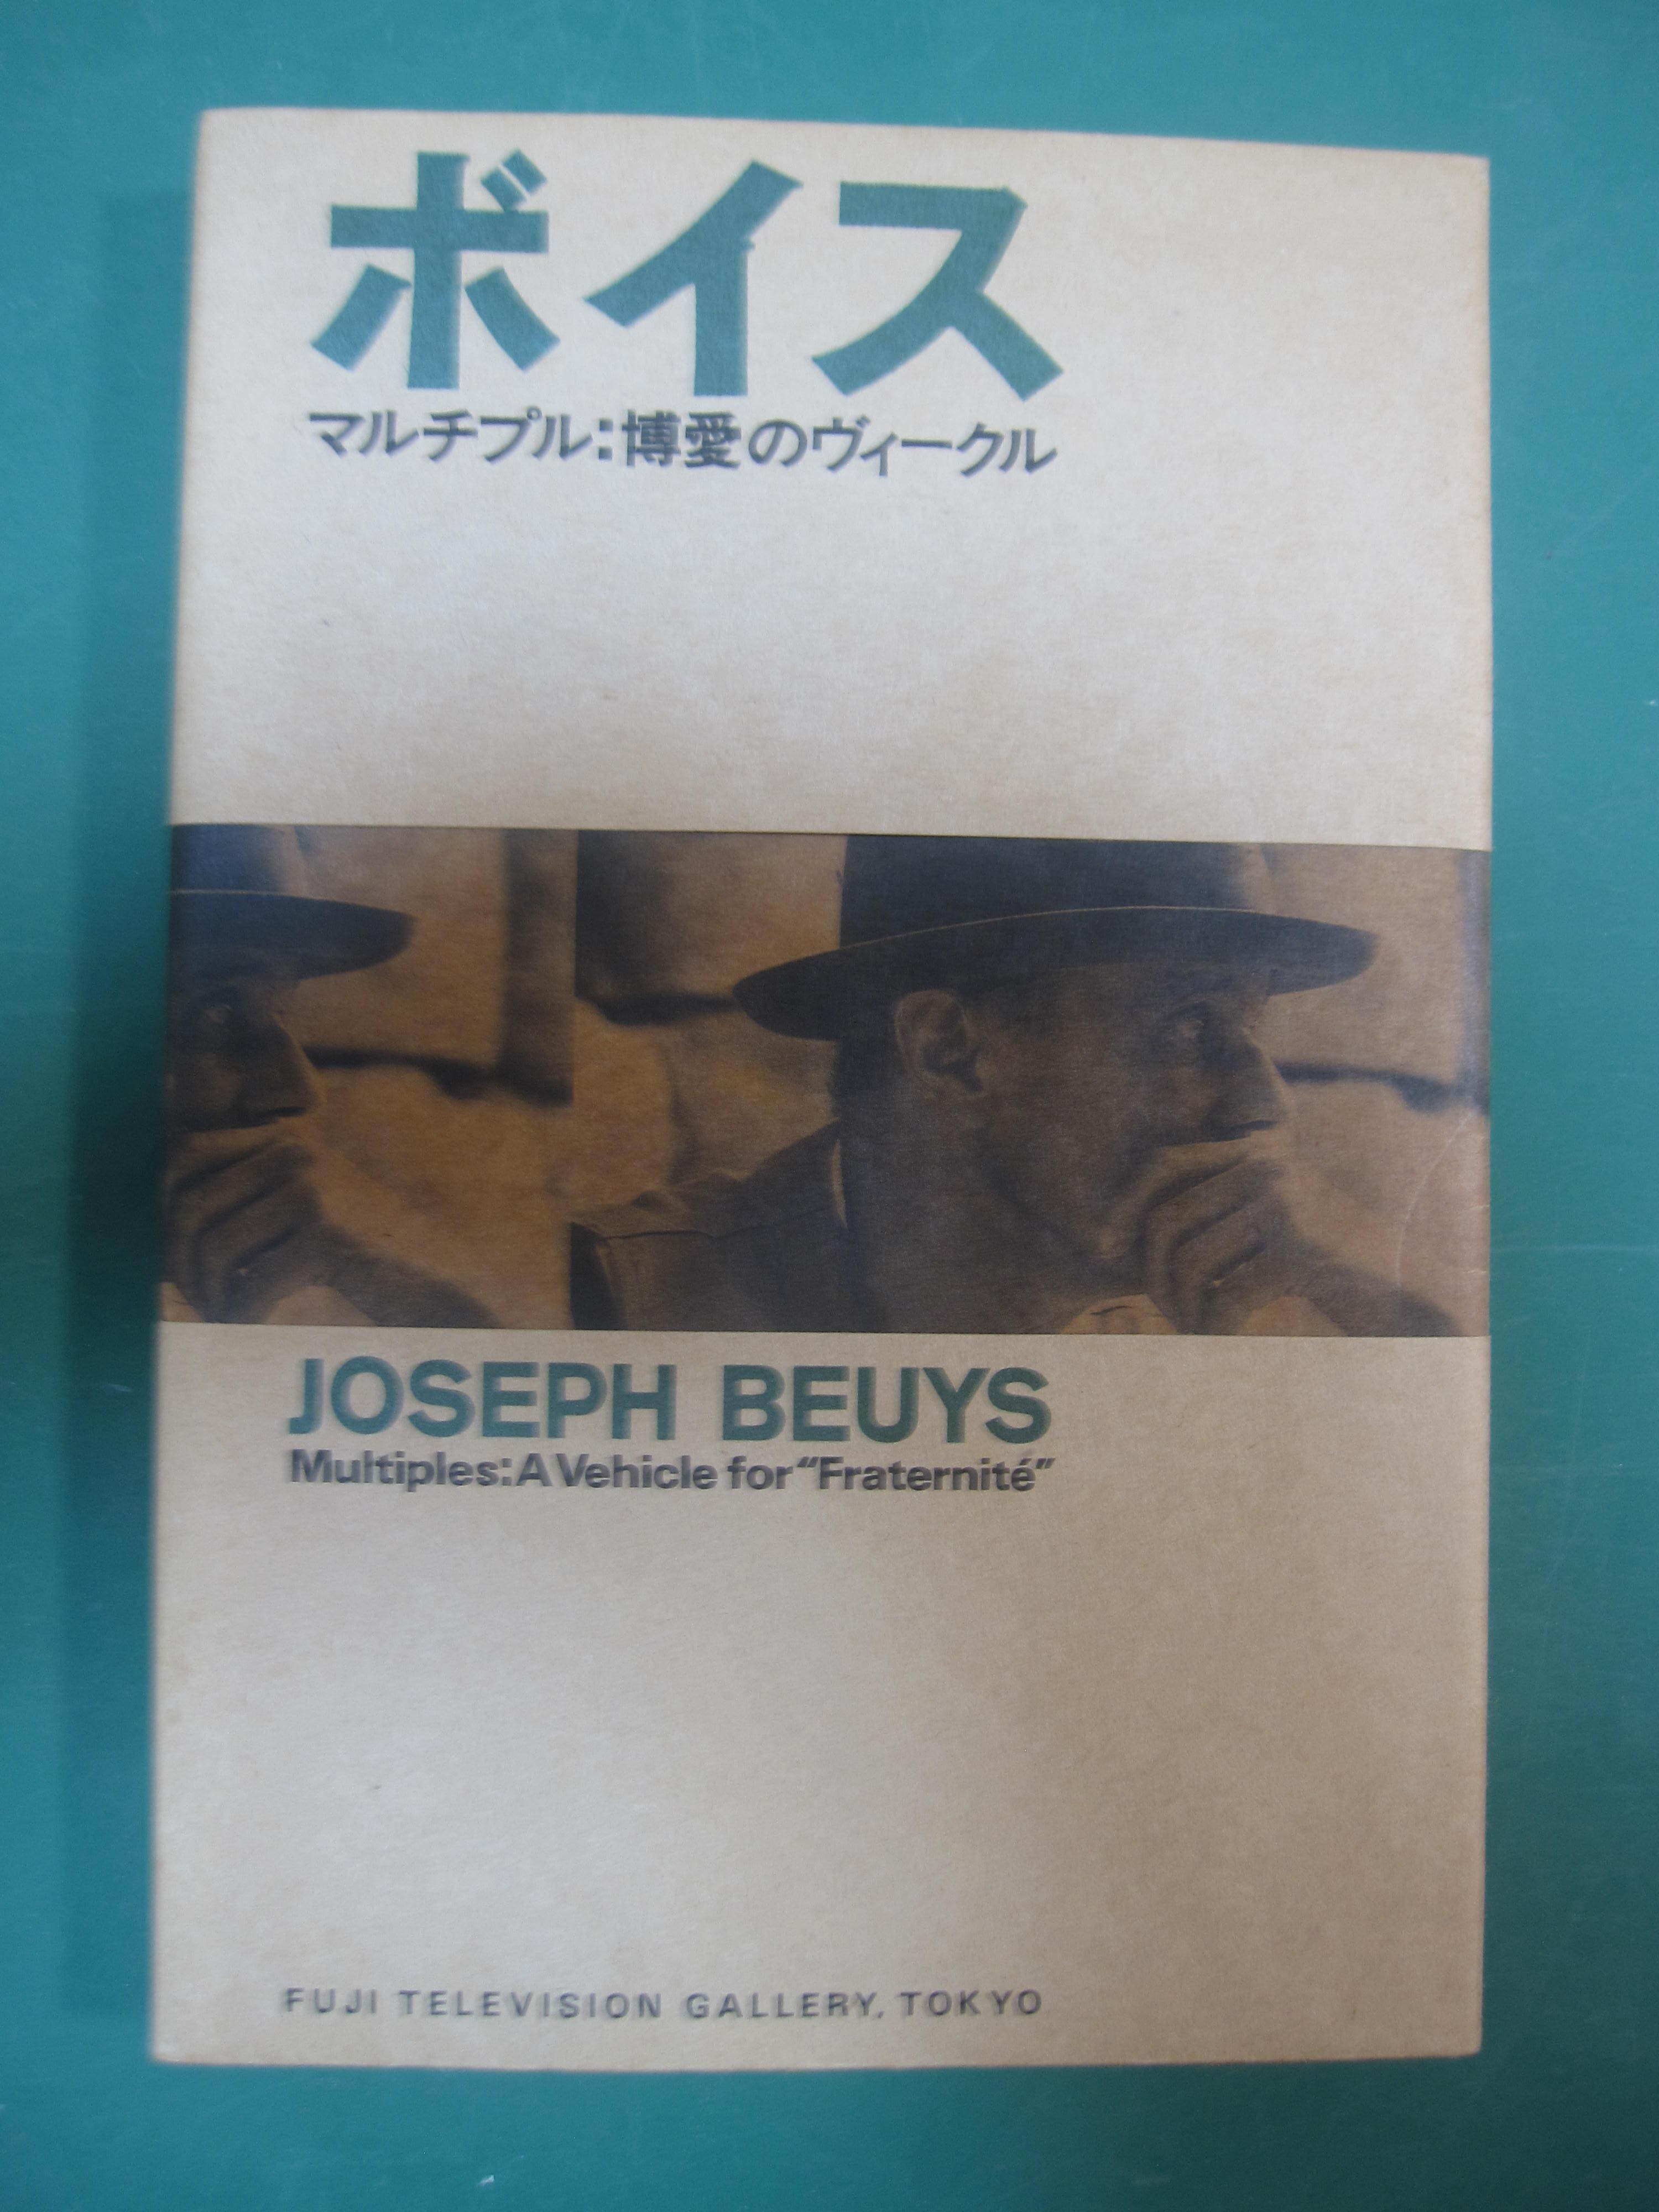 ボイス
マルチプル:博愛のヴィークル
JOSEPH BEUYS
Multiples: A Vehicle for “Fraternité”
FUJI TELEVISION GALLERY, TOKYO